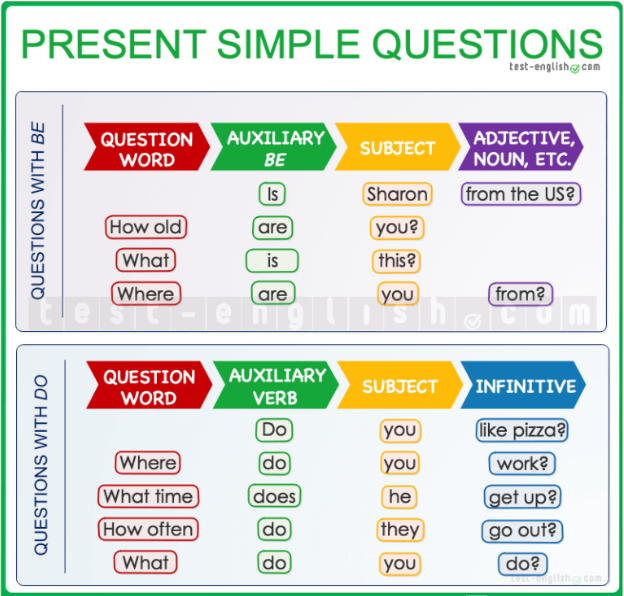 PRESENT SIMPLE QUESTIONS
test-english.com
QUESTIONS WITH BE
QUESTION WORD AUXILIARY BE SUBJECT ADJECTIVE, NOUN, ETC.
Is Sharon from the US?
How old are you?
What is this?
Where are you from?
test-english.com
QUESTIONS WITH DO
QUESTION WORD AUXILIARY VERB SUBJECT INFINITIVE
Do you like pizza?
Where do you work?
What time does he get up?
How often do they go out?
What do you do?
test-english.com